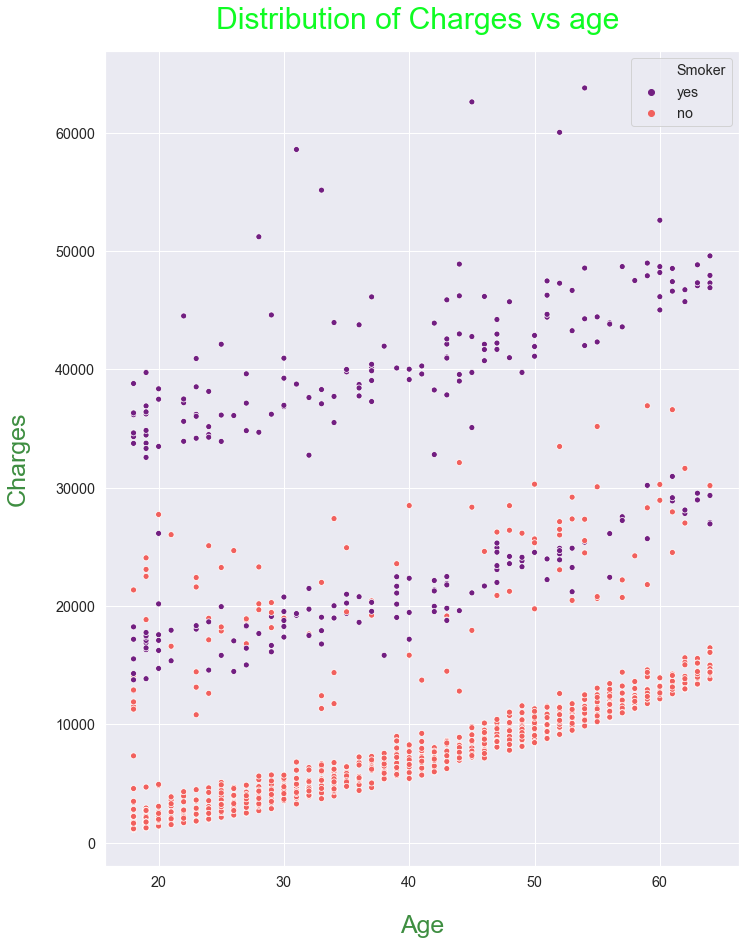 Distribution of Charges vs age
Smoker
yes
no
60000
50000
40000
30000
20000
10000
0
Charges
20 30 40 50 60
Age